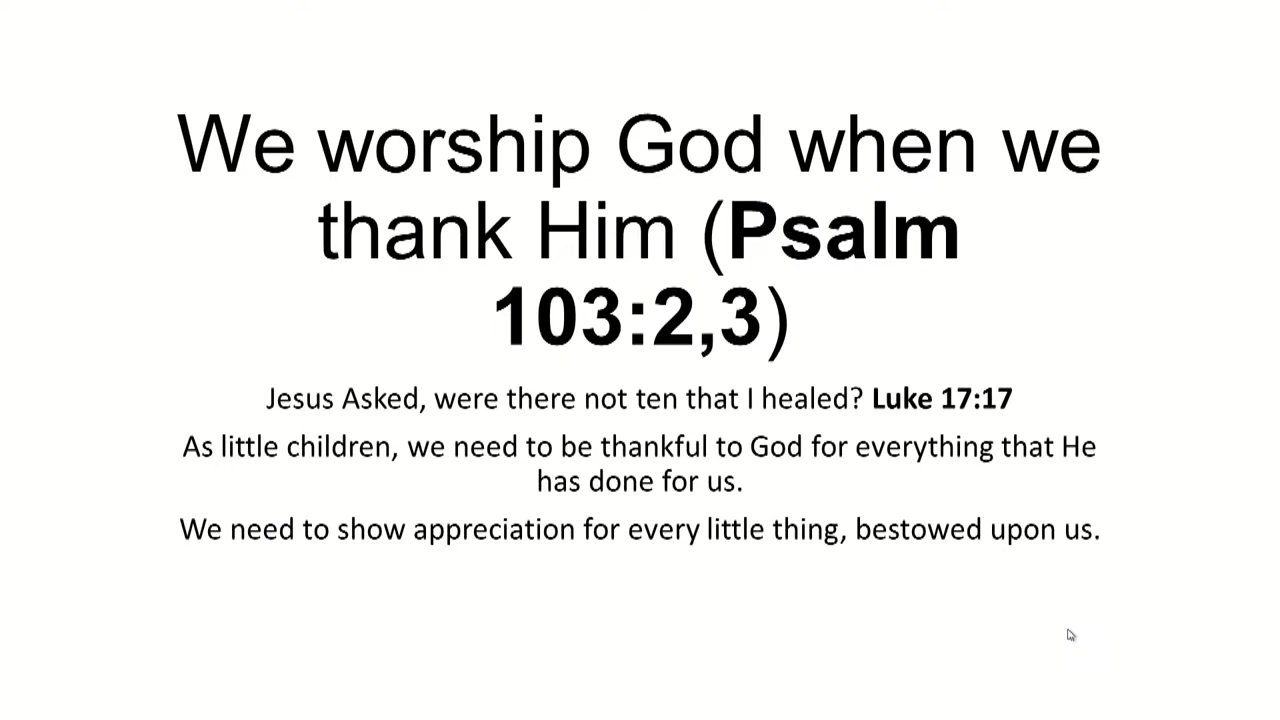 We worship God when we
thank Him (Psalm
103:2,3)
Jesus Asked, were there not ten that I healed? Luke 17:17
As little children, we need to be thankful to God for everything that He
has done for us.
We need to show appreciation for every little thing, bestowed upon us.